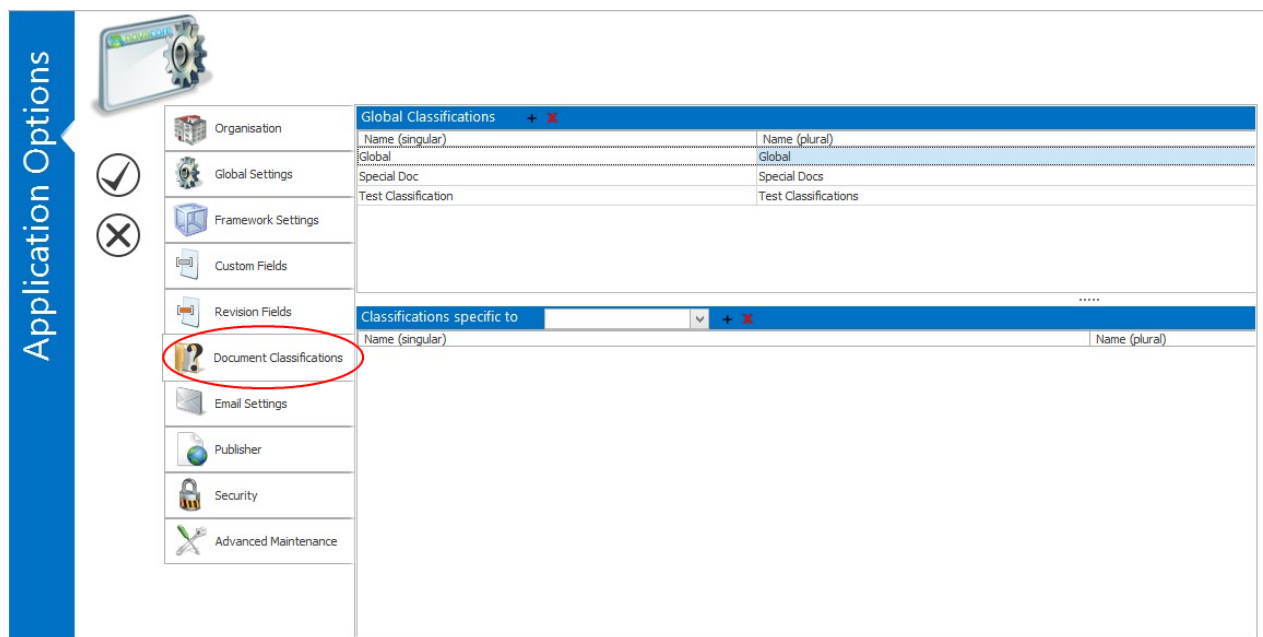 Application Options
novacore
Organisation
Global Settings
Framework Settings
Custom Fields
Revision Fields
Document Classifications
Email Settings
Publisher
Security
Advanced Maintenance
Global Classifications + X
Name (singular) Name (plural)
Global Global
Special Doc Special Docs
Test Classification Test Classifications
Classifications specific to + X
Name (singular) Name (plural)